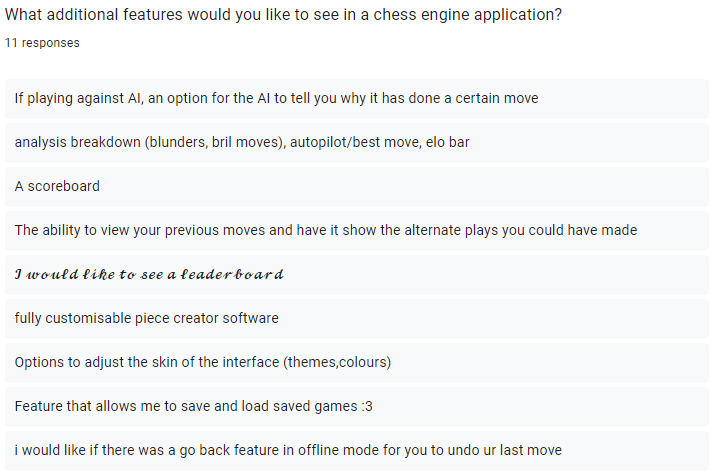 What additional features would you like to see in a chess engine application?
11 responses
If playing against AI, an option for the AI to tell you why it has done a certain move
analysis breakdown (blunders, bril moves), autopilot/best move, elo bar
A scoreboard
The ability to view your previous moves and have it show the alternate plays you could have made
𝓘 𝔀𝓸𝓾𝓵𝓭 𝓵𝓲𝓴𝓮 𝓽𝓸 𝓼𝓮𝓮 𝓪 𝓵𝓮𝓪𝓭𝓮𝓻𝓫𝓸𝓪𝓻𝓭
fully customisable piece creator software
Options to adjust the skin of the interface (themes,colours)
Feature that allows me to save and load saved games :3
i would like if there was a go back feature in offline mode for you to undo ur last move